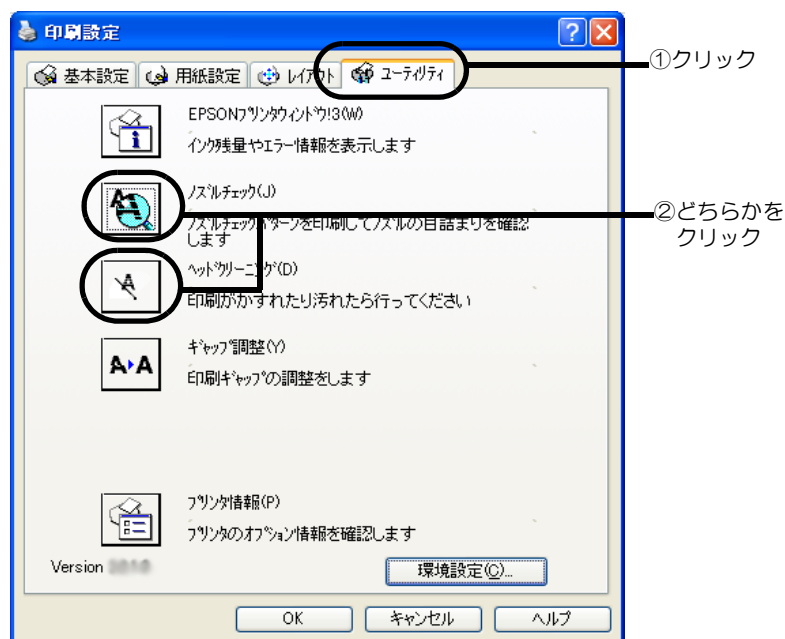 印刷設定
基本設定 用紙設定 レイアウト ユーティリティ
①クリック
EPSONプリンタウィンドウ!3(W)
インク残量やエラー情報を表示します
ノズルチェック(J)
ノズルチェックパターンを印刷してノズルの目詰まりを確認
します
②どちらかを
クリック
ヘッドクリーニング(D)
印刷がかすれたり汚れたら行ってください
ギャップ調整(Y)
印刷ギャップの調整をします
プリンタ情報(P)
プリンタのオプション情報を確認します
Version
環境設定(C)...
OK キャンセル ヘルプ